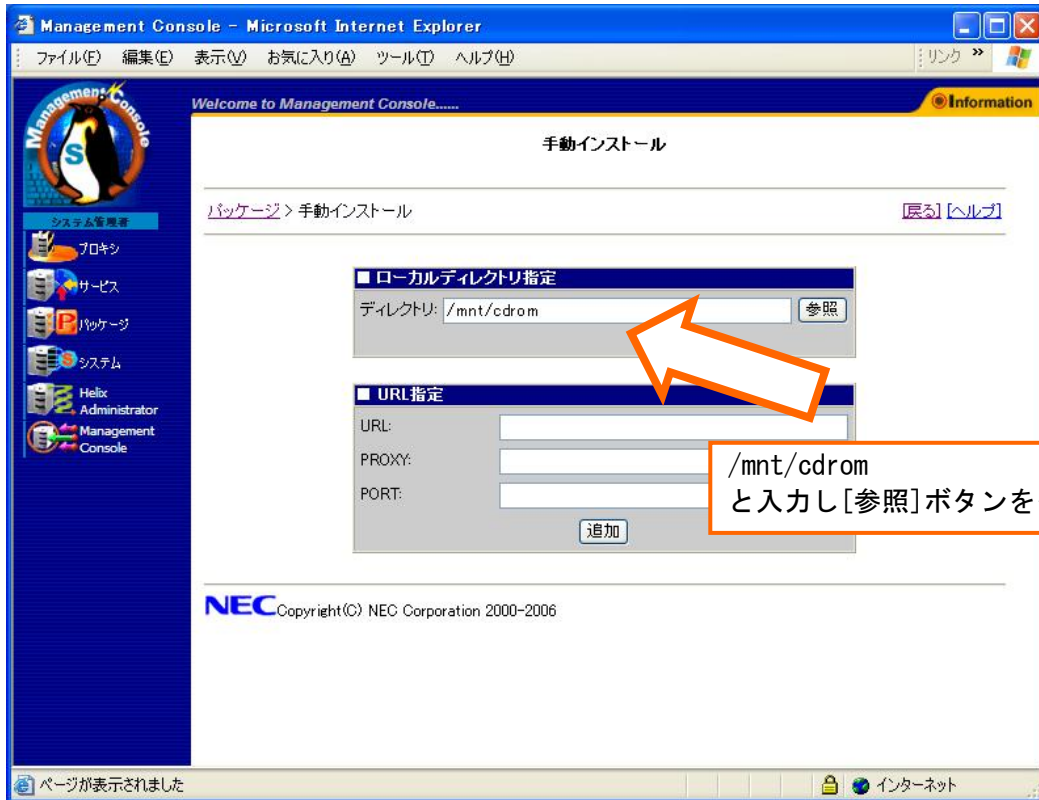 Management Console - Microsoft Internet Explorer
ファイル(F) 編集(E) 表示(V) お気に入り(A) ツール(T) ヘルプ(H) リンク »
Management Console
S
Welcome to Management Console......
Information
手動インストール
パッケージ > 手動インストール
[戻る] [ヘルプ]
システム管理者
プロキシ
サービス
パッケージ
システム
Helix
Administrator
Management
Console
■ ローカルディレクトリ指定
ディレクトリ: /mnt/cdrom 参照
■ URL指定
URL:
PROXY:
PORT:
追加
/mnt/cdrom
と入力し[参照]ボタンを
NEC Copyright(C) NEC Corporation 2000-2006
ページが表示されました
インターネット